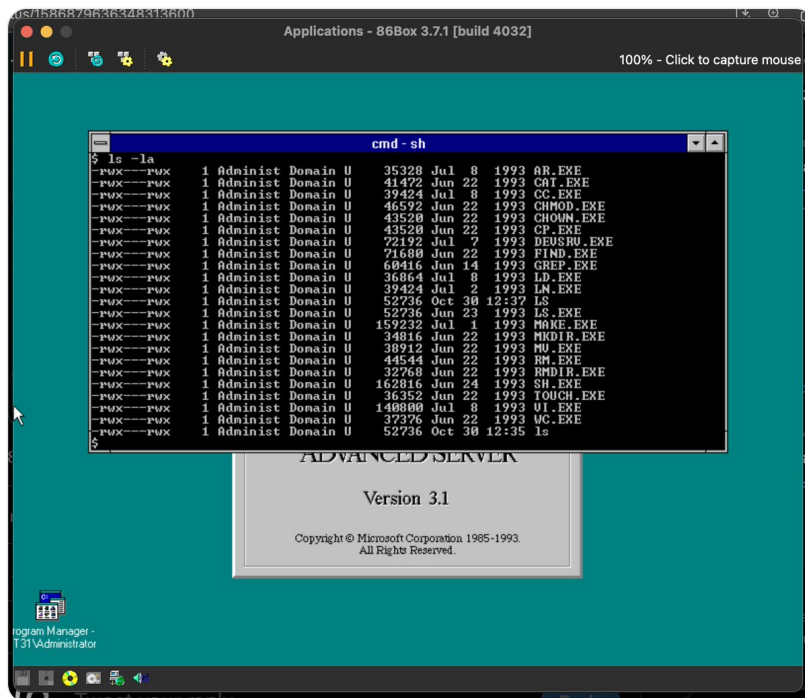 us/1586879636348313600
Applications - 86Box 3.7.1 [build 4032]
100% - Click to capture mouse
cmd - sh
$ ls -la
-rwx---rwx 1 Administ Domain U 35328 Jul 8 1993 AR.EXE
-rwx---rwx 1 Administ Domain U 41472 Jun 22 1993 CAT.EXE
-rwx---rwx 1 Administ Domain U 39424 Jul 8 1993 CC.EXE
-rwx---rwx 1 Administ Domain U 46592 Jun 22 1993 CHMOD.EXE
-rwx---rwx 1 Administ Domain U 43520 Jun 22 1993 CHOWN.EXE
-rwx---rwx 1 Administ Domain U 43520 Jun 22 1993 CP.EXE
-rwx---rwx 1 Administ Domain U 72192 Jul 7 1993 DEVSRV.EXE
-rwx---rwx 1 Administ Domain U 71680 Jun 22 1993 FIND.EXE
-rwx---rwx 1 Administ Domain U 60416 Jun 14 1993 GREP.EXE
-rwx---rwx 1 Administ Domain U 36864 Jul 8 1993 LD.EXE
-rwx---rwx 1 Administ Domain U 39424 Jul 2 1993 LN.EXE
-rwx---rwx 1 Administ Domain U 52736 Oct 30 12:37 LS
-rwx---rwx 1 Administ Domain U 52736 Jun 23 1993 LS.EXE
-rwx---rwx 1 Administ Domain U 159232 Jul 1 1993 MAKE.EXE
-rwx---rwx 1 Administ Domain U 34816 Jun 22 1993 MKDIR.EXE
-rwx---rwx 1 Administ Domain U 38912 Jun 22 1993 MV.EXE
-rwx---rwx 1 Administ Domain U 44544 Jun 22 1993 RM.EXE
-rwx---rwx 1 Administ Domain U 32768 Jun 22 1993 RMDIR.EXE
-rwx---rwx 1 Administ Domain U 162816 Jun 24 1993 SH.EXE
-rwx---rwx 1 Administ Domain U 36352 Jun 22 1993 TOUCH.EXE
-rwx---rwx 1 Administ Domain U 140800 Jul 8 1993 VI.EXE
-rwx---rwx 1 Administ Domain U 37376 Jun 22 1993 WC.EXE
-rwx---rwx 1 Administ Domain U 52736 Oct 30 12:35 ls
$
ADVANCED SERVER
Version 3.1
Copyright © Microsoft Corporation 1985-1993.
All Rights Reserved.
rogram Manager -
T31\Administrator